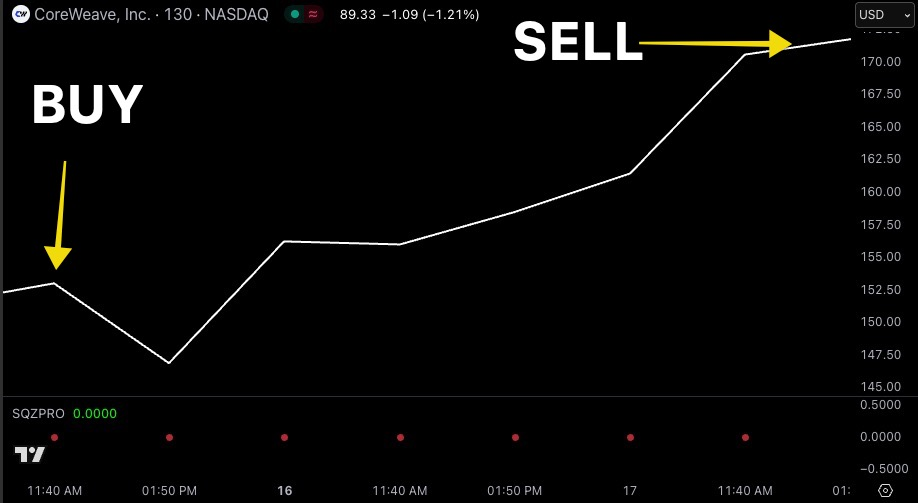 CW CoreWeave, Inc. · 130 · NASDAQ 89.33 −1.09 (−1.21%) USD
SELL
BUY
170.00
167.50
165.00
162.50
160.00
157.50
155.00
152.50
150.00
147.50
145.00
SQZPRO 0.0000
0.5000
0.0000
−0.5000
11:40 AM 01:50 PM 16 11:40 AM 01:50 PM 17 11:40 AM 01: